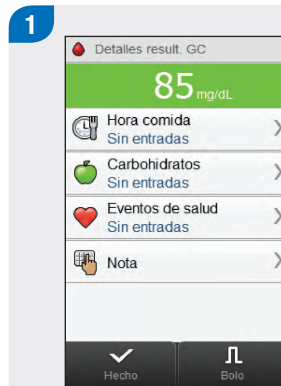 1
Detalles result. GC
85 mg/dL
Hora comida
Sin entradas
Carbohidratos
Sin entradas
Eventos de salud
Sin entradas
Nota
Hecho
Bolo